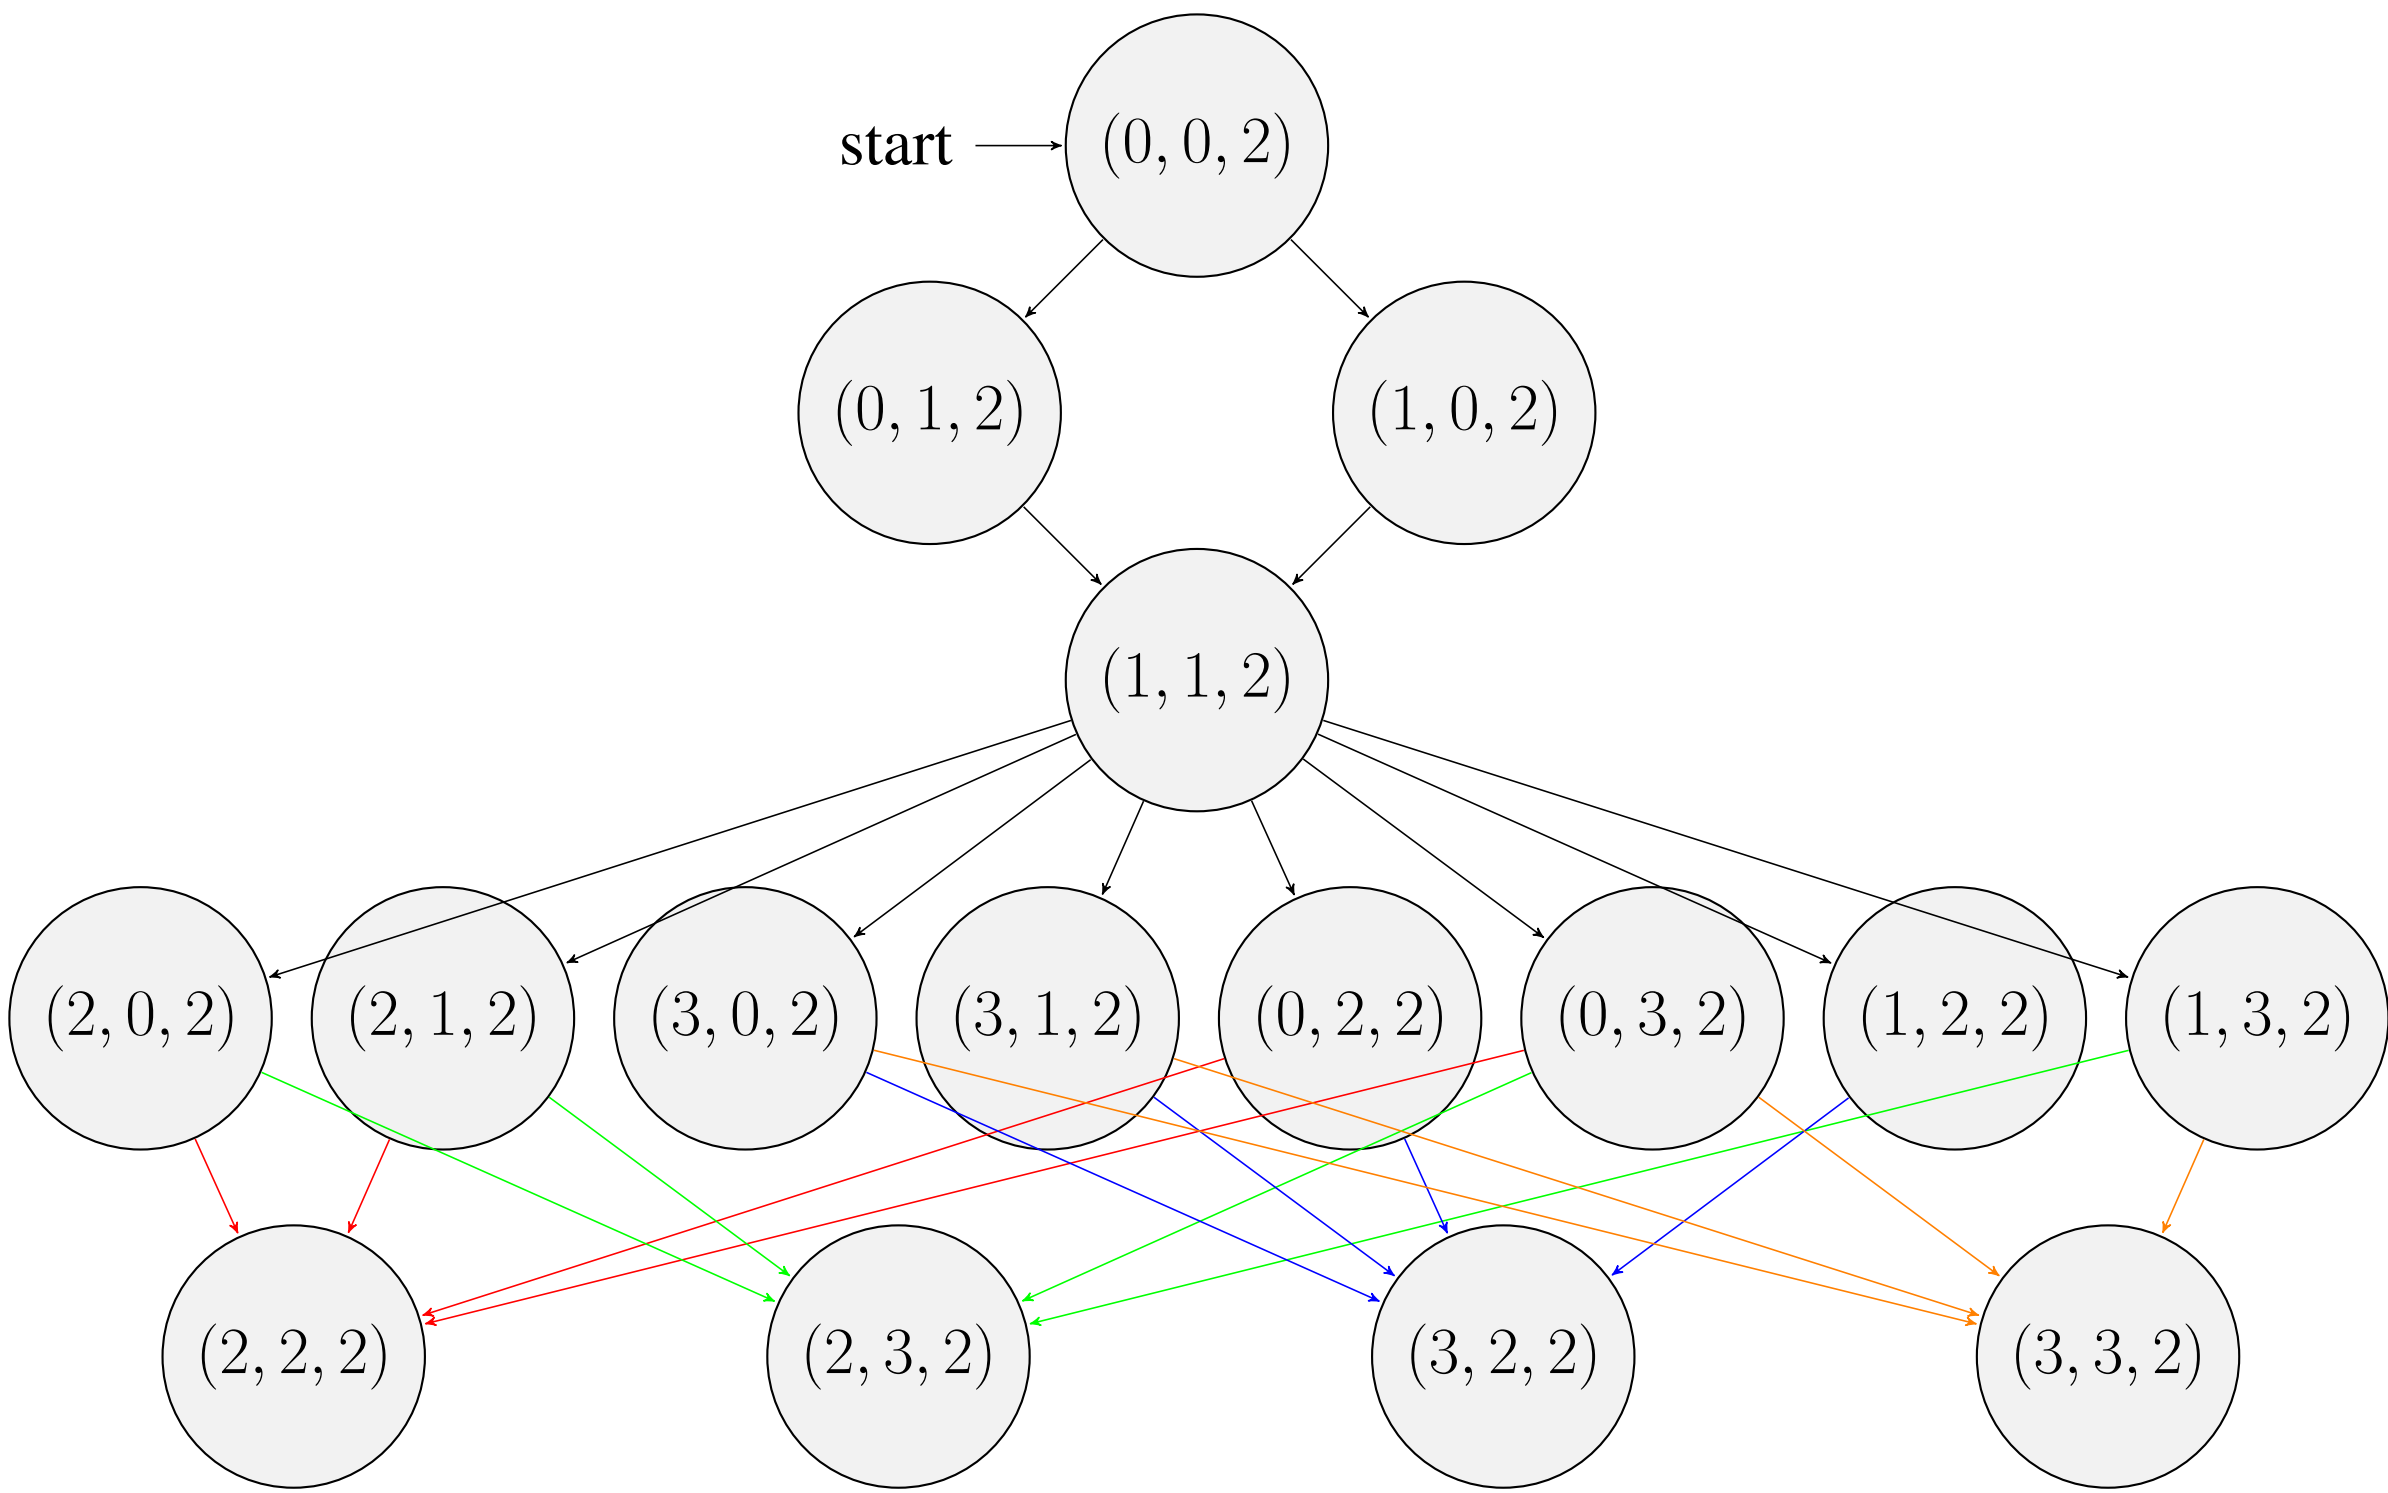 start (0, 0, 2)
(0, 1, 2) (1, 0, 2)
(1, 1, 2)
(2, 0, 2) (2, 1, 2) (3, 0, 2) (3, 1, 2) (0, 2, 2) (0, 3, 2) (1, 2, 2) (1, 3, 2)
(2, 2, 2) (2, 3, 2) (3, 2, 2) (3, 3, 2)